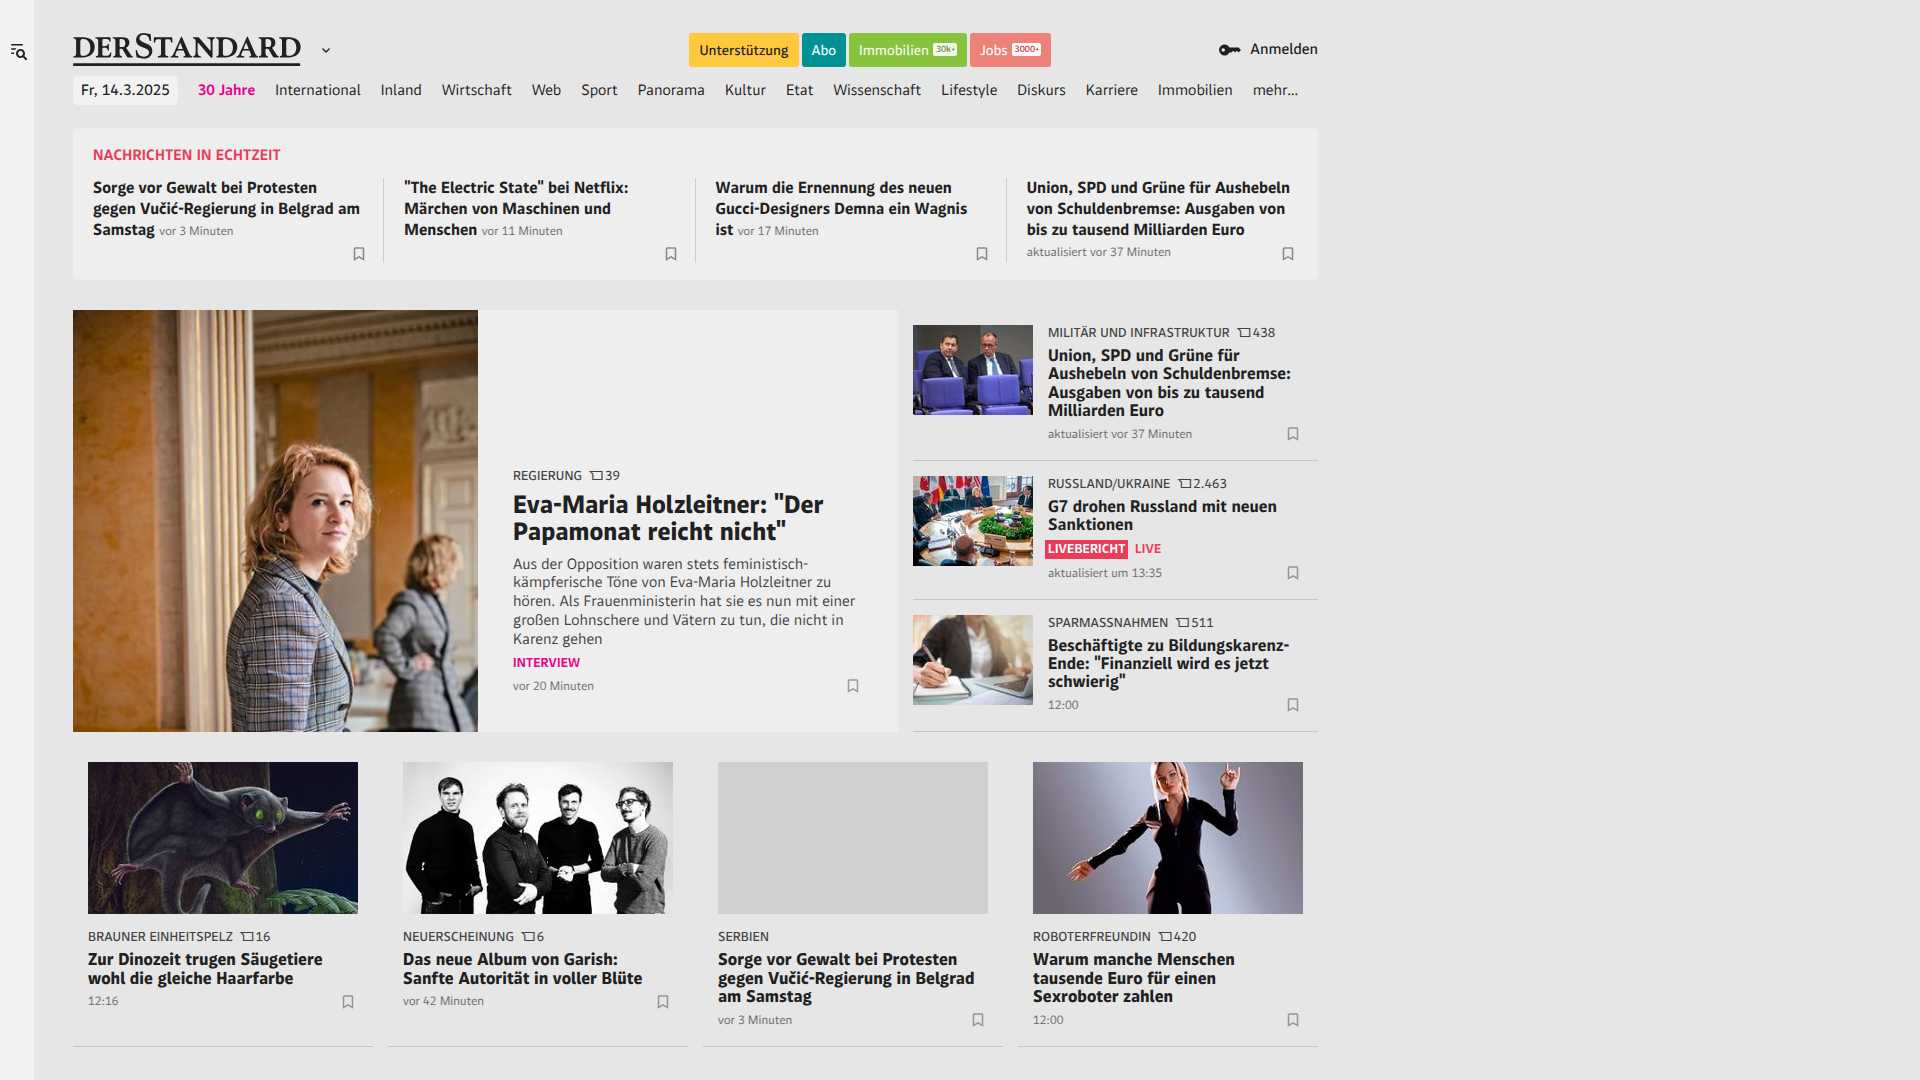 DERSTANDARD
Unterstützung
Abo
Immobilien 30k+
Jobs 3000+
Anmelden
Fr, 14.3.2025
30 Jahre
International
Inland
Wirtschaft
Web
Sport
Panorama
Kultur
Etat
Wissenschaft
Lifestyle
Diskurs
Karriere
Immobilien
mehr...
NACHRICHTEN IN ECHTZEIT
Sorge vor Gewalt bei Protesten
gegen Vučić-Regierung in Belgrad am
Samstag vor 3 Minuten
"The Electric State" bei Netflix:
Märchen von Maschinen und
Menschen vor 11 Minuten
Warum die Ernennung des neuen
Gucci-Designers Demna ein Wagnis
ist vor 17 Minuten
Union, SPD und Grüne für Aushebeln
von Schuldenbremse: Ausgaben von
bis zu tausend Milliarden Euro
aktualisiert vor 37 Minuten
REGIERUNG 39
Eva-Maria Holzleitner: "Der
Papamonat reicht nicht"
Aus der Opposition waren stets feministisch-
kämpferische Töne von Eva-Maria Holzleitner zu
hören. Als Frauenministerin hat sie es nun mit einer
großen Lohnschere und Vätern zu tun, die nicht in
Karenz gehen
INTERVIEW
vor 20 Minuten
MILITÄR UND INFRASTRUKTUR 438
Union, SPD und Grüne für
Aushebeln von Schuldenbremse:
Ausgaben von bis zu tausend
Milliarden Euro
aktualisiert vor 37 Minuten
RUSSLAND/UKRAINE 2.463
G7 drohen Russland mit neuen
Sanktionen
LIVEBERICHT LIVE
aktualisiert um 13:35
SPARMASSNAHMEN 511
Beschäftigte zu Bildungskarenz-
Ende: "Finanziell wird es jetzt
schwierig"
12:00
BRAUNER EINHEITSPELZ 16
Zur Dinozeit trugen Säugetiere
wohl die gleiche Haarfarbe
12:16
NEUERSCHEINUNG 6
Das neue Album von Garish:
Sanfte Autorität in voller Blüte
vor 42 Minuten
SERBIEN
Sorge vor Gewalt bei Protesten
gegen Vučić-Regierung in Belgrad
am Samstag
vor 3 Minuten
ROBOTERFREUNDIN 420
Warum manche Menschen
tausende Euro für einen
Sexroboter zahlen
12:00